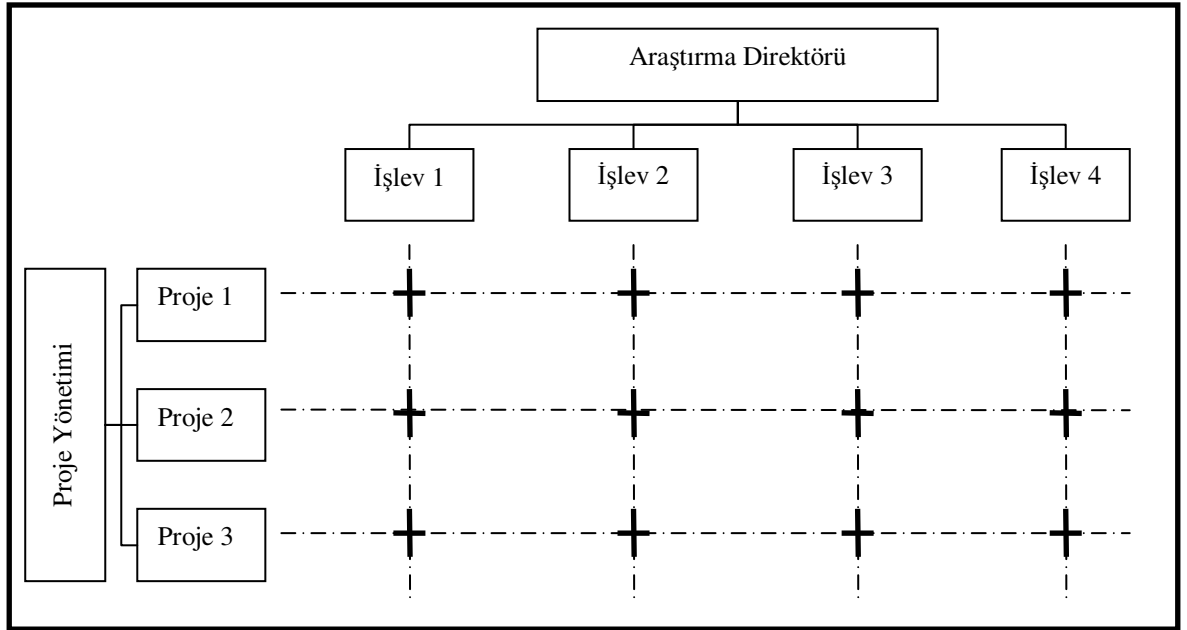 Araştırma Direktörü
İşlev 1
İşlev 2
İşlev 3
İşlev 4
Proje Yönetimi
Proje 1
Proje 2
Proje 3